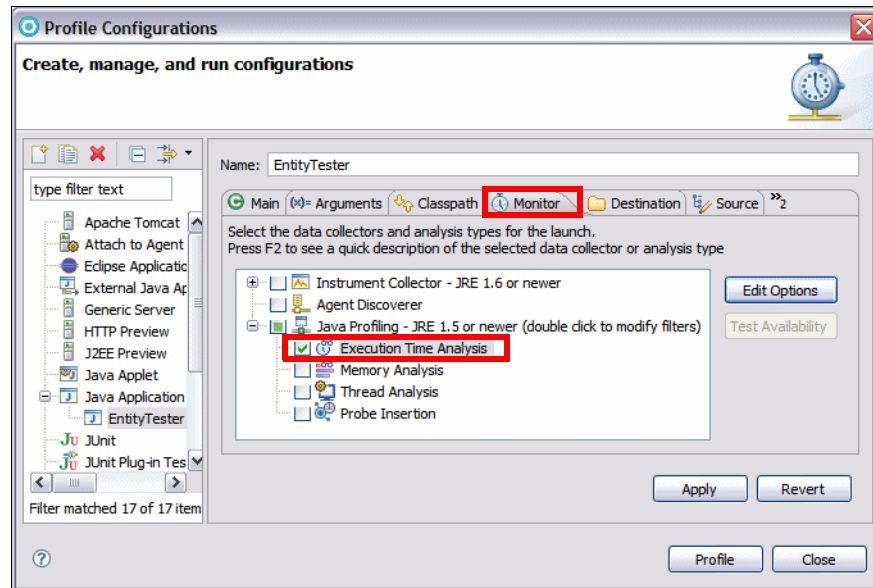 Profile Configurations
Create, manage, and run configurations
type filter text
Apache Tomcat
Attach to Agent
Eclipse Applicatic
External Java Ap
Generic Server
HTTP Preview
J2EE Preview
Java Applet
Java Application
EntityTester
JUnit
JUnit Plug-in Tes
Filter matched 17 of 17 item
Name: EntityTester
Main (x)= Arguments Classpath Monitor Destination Source »2
Select the data collectors and analysis types for the launch.
Press F2 to see a quick description of the selected data collector or analysis type
Instrument Collector - JRE 1.6 or newer
Agent Discoverer
Java Profiling - JRE 1.5 or newer (double click to modify filters)
Execution Time Analysis
Memory Analysis
Thread Analysis
Probe Insertion
Edit Options
Test Availability
Apply Revert
Profile Close